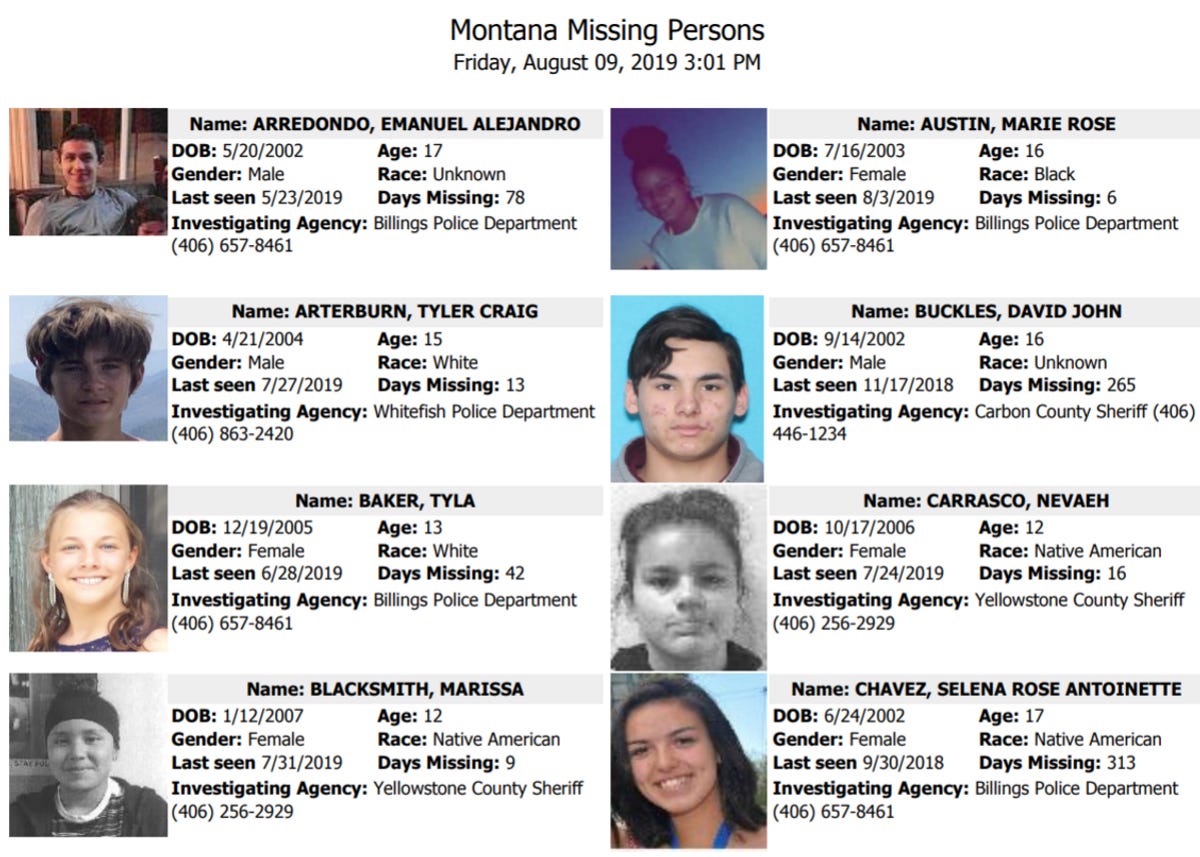 Montana Missing Persons
Friday, August 09, 2019 3:01 PM
Name: ARREDONDO, EMANUEL ALEJANDRO
DOB: 5/20/2002 Age: 17
Gender: Male Race: Unknown
Last seen 5/23/2019 Days Missing: 78
Investigating Agency: Billings Police Department
(406) 657-8461
Name: AUSTIN, MARIE ROSE
DOB: 7/16/2003 Age: 16
Gender: Female Race: Black
Last seen 8/3/2019 Days Missing: 6
Investigating Agency: Billings Police Department
(406) 657-8461
Name: ARTERBURN, TYLER CRAIG
DOB: 4/21/2004 Age: 15
Gender: Male Race: White
Last seen 7/27/2019 Days Missing: 13
Investigating Agency: Whitefish Police Department
(406) 863-2420
Name: BUCKLES, DAVID JOHN
DOB: 9/14/2002 Age: 16
Gender: Male Race: Unknown
Last seen 11/17/2018 Days Missing: 265
Investigating Agency: Carbon County Sheriff (406)
446-1234
Name: BAKER, TYLA
DOB: 12/19/2005 Age: 13
Gender: Female Race: White
Last seen 6/28/2019 Days Missing: 42
Investigating Agency: Billings Police Department
(406) 657-8461
Name: CARRASCO, NEVAEH
DOB: 10/17/2006 Age: 12
Gender: Female Race: Native American
Last seen 7/24/2019 Days Missing: 16
Investigating Agency: Yellowstone County Sheriff
(406) 256-2929
Name: BLACKSMITH, MARISSA
DOB: 1/12/2007 Age: 12
Gender: Female Race: Native American
Last seen 7/31/2019 Days Missing: 9
Investigating Agency: Yellowstone County Sheriff
(406) 256-2929
Name: CHAVEZ, SELENA ROSE ANTOINETTE
DOB: 6/24/2002 Age: 17
Gender: Female Race: Native American
Last seen 9/30/2018 Days Missing: 313
Investigating Agency: Billings Police Department
(406) 657-8461